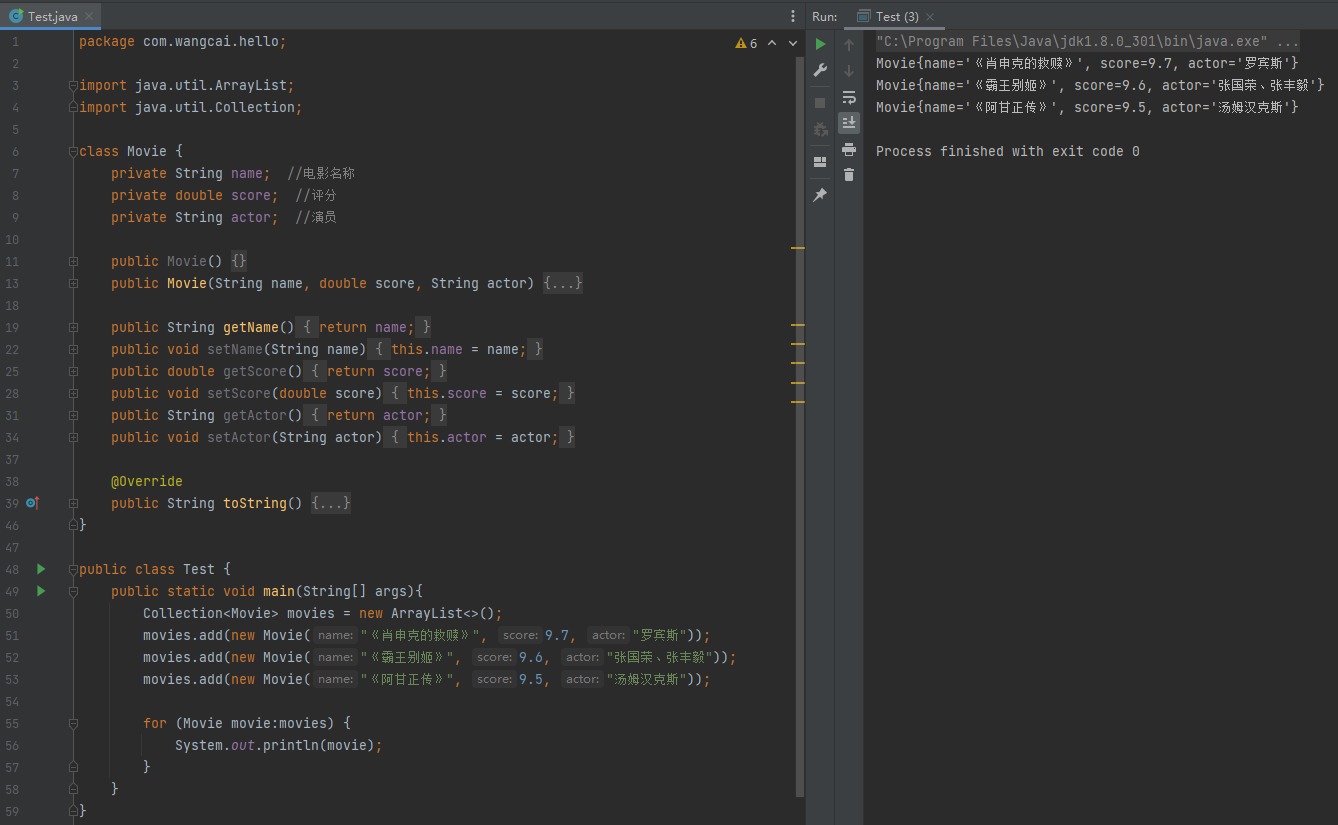 Test.java
6
1 package com.wangcai.hello;
2
3 import java.util.ArrayList;
4 import java.util.Collection;
5
6 class Movie {
7 private String name; //电影名称
8 private double score; //评分
9 private String actor; //演员
10
11 public Movie() {}
13 public Movie(String name, double score, String actor) {...}
18
19 public String getName() { return name; }
22 public void setName(String name) { this.name = name; }
25 public double getScore() { return score; }
28 public void setScore(double score) { this.score = score; }
31 public String getActor() { return actor; }
34 public void setActor(String actor) { this.actor = actor; }
37
38 @Override
39 public String toString() {...}
46 }
47
48 public class Test {
49 public static void main(String[] args){
50 Collection<Movie> movies = new ArrayList<>();
51 movies.add(new Movie( name: "《肖申克的救赎》", score: 9.7, actor: "罗宾斯"));
52 movies.add(new Movie( name: "《霸王别姬》", score: 9.6, actor: "张国荣、张丰毅"));
53 movies.add(new Movie( name: "《阿甘正传》", score: 9.5, actor: "汤姆汉克斯"));
54
55 for (Movie movie:movies) {
56 System.out.println(movie);
57 }
58 }
59 }
Run: Test (3)
"C:\Program Files\Java\jdk1.8.0_301\bin\java.exe" ...
Movie{name='《肖申克的救赎》', score=9.7, actor='罗宾斯'}
Movie{name='《霸王别姬》', score=9.6, actor='张国荣、张丰毅'}
Movie{name='《阿甘正传》', score=9.5, actor='汤姆汉克斯'}
Process finished with exit code 0